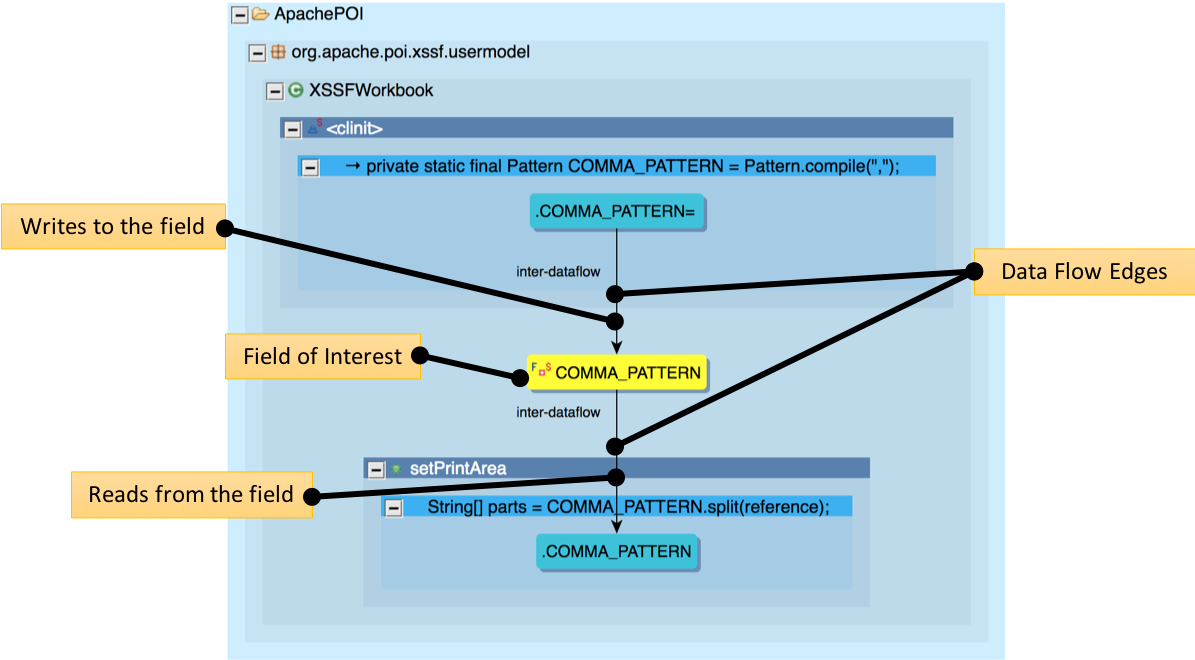 ApachePOI
org.apache.poi.xssf.usermodel
XSSFWorkbook
S <clinit>
→ private static final Pattern COMMA_PATTERN = Pattern.compile(",");
.COMMA_PATTERN=
Writes to the field
inter-dataflow
Data Flow Edges
Field of Interest
F S COMMA_PATTERN
inter-dataflow
setPrintArea
Reads from the field
String[] parts = COMMA_PATTERN.split(reference);
.COMMA_PATTERN